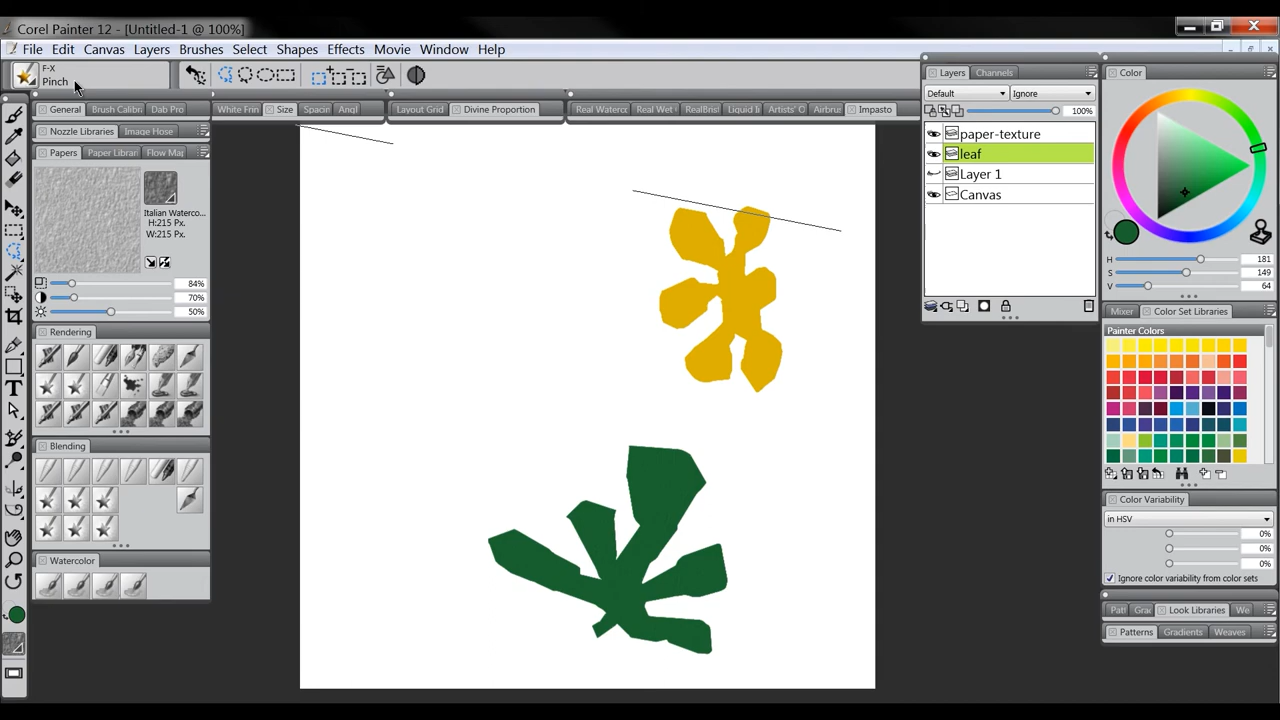 Corel Painter 12 - [Untitled-1 @ 100%]
File Edit Canvas Layers Brushes Select Shapes Effects Movie Window Help
F-X
Pinch
General Brush Calibra Dab Pro White Frin Size Spacin Angl Layout Grid Divine Proportion Real Waterc Real Wet RealBris Liquid I Artists' O Airbrus Impasto
Nozzle Libraries Image Hose
Papers Paper Librar Flow Map
Italian Waterco...
H:215 Px.
W:215 Px.
84%
70%
50%
Rendering
Blending
Watercolor
Layers Channels
Default Ignore
100%
paper-texture
leaf
Layer 1
Canvas
Color
H 181
S 149
V 64
Mixer Color Set Libraries
Painter Colors
Color Variability
in HSV
0%
0%
0%
Ignore color variability from color sets
Patt Grac Look Libraries We
Patterns Gradients Weaves